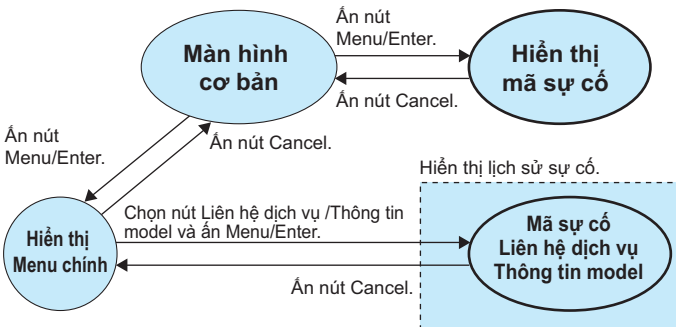 Ấn nút
Menu/Enter.
Màn hình
cơ bản
Hiển thị
mã sự cố
Ấn nút Cancel.
Ấn nút
Menu/Enter.
Ấn nút Cancel.
Hiển thị lịch sử sự cố.
Chọn nút Liên hệ dịch vụ /Thông tin
model và ấn Menu/Enter.
Hiển thị
Menu chính
Mã sự cố
Liên hệ dịch vụ
Thông tin model
Ấn nút Cancel.